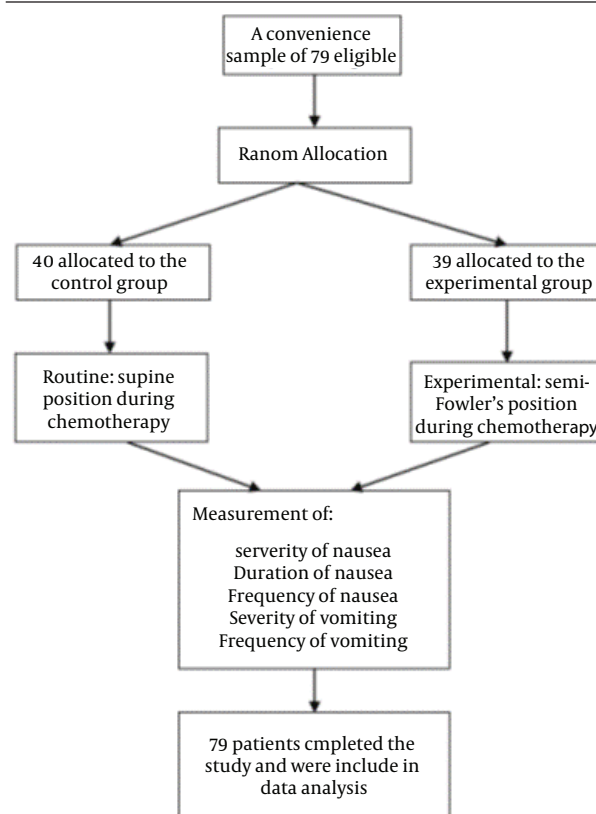 A convenience
sample of 79 eligible
Ranom Allocation
40 allocated to the
control group
39 allocated to the
experimental group
Routine: supine
position during
chemotherapy
Experimental: semi-
Fowler's position
during chemotherapy
Measurement of:
serverity of nausea
Duration of nausea
Frequency of nausea
Severity of vomiting
Frequency of vomiting
79 patients cmpleted the
study and were include in
data analysis